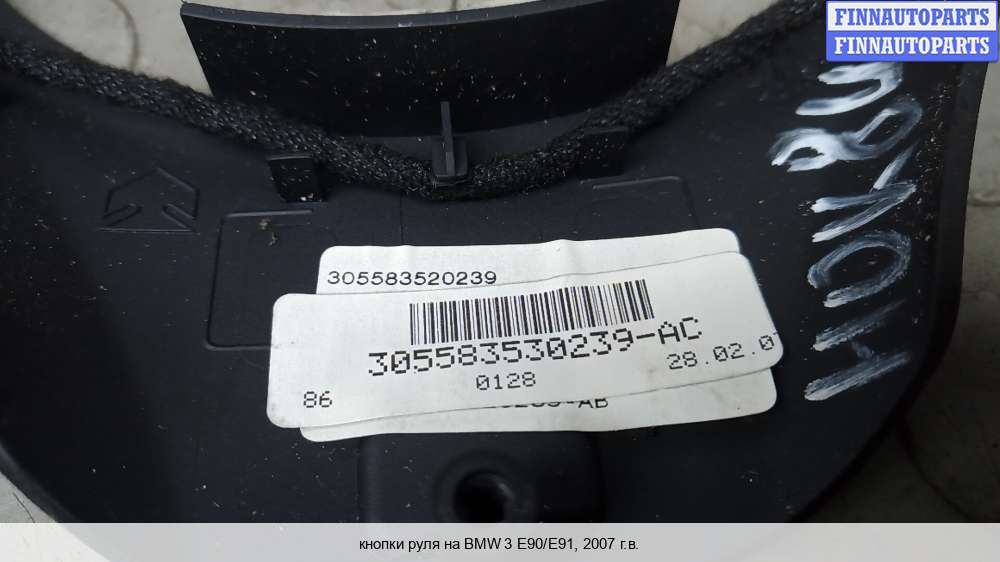 FINNAUTOPARTS
FINNAUTOPARTS
305583520239
305583530239-AC
0128
28.02.07
86
-AB
кнопки руля на BMW 3 E90/E91, 2007 г.в.